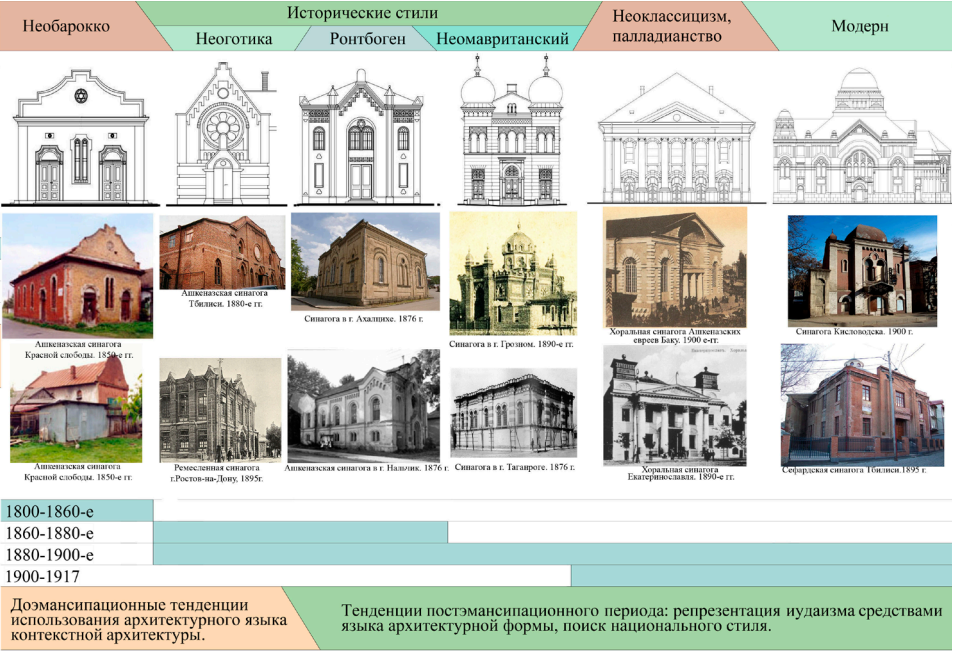 Необарокко
Исторические стили
Неоготика
Ронтбоген
Неомавританский
Неоклассицизм,
палладианство
Модерн
Ашкеназская синагога
Красной слободы. 1850-е гг.
Ашкеназская синагога
Тбилиси. 1880-е гг.
Синагога в г. Ахалцихе. 1876 г.
Синагога в г. Грозном. 1890-е гг.
Хоральная синагога Ашкеназских
евреев Баку. 1900 е-гг.
Синагога Кисловодска. 1900 г.
Ашкеназская синагога
Красной слободы. 1850-е гг.
Ремесленная синагога
г.Ростов-на-Дону, 1895г.
Ашкеназская синагога в г. Нальчик. 1876 г.
Синагога в г. Таганроге. 1876 г.
Хоральная синагога
Екатеринославля. 1890-е гг.
Сефардская синагога Тбилиси.1895 г.
1800-1860-е
1860-1880-е
1880-1900-е
1900-1917
Доэмансипационные тенденции
использования архитектурного языка
контекстной архитектуры.
Тенденции постэмансипационного периода: репрезентация иудаизма средствами
языка архитектурной формы, поиск национального стиля.